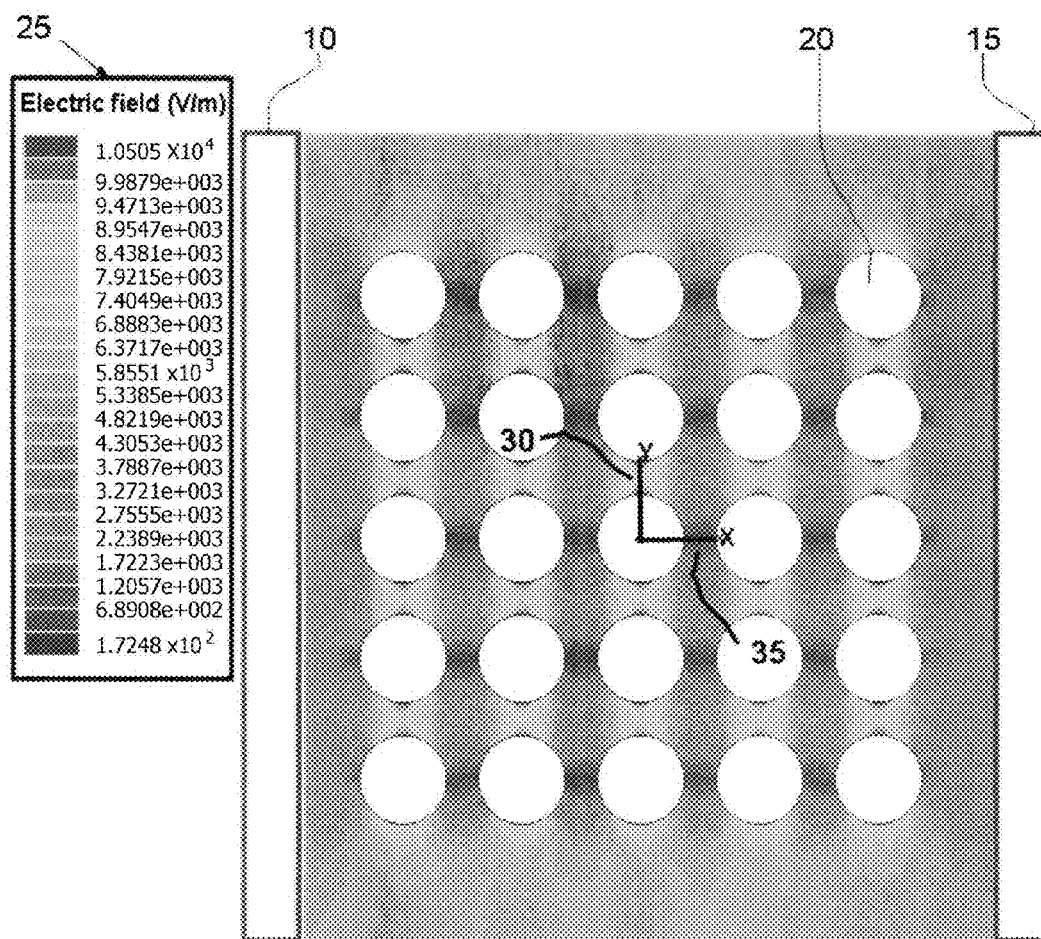 25
10
20
15
Electric field (V/m)
1.0505 X10^4
9.9879e+003
9.4713e+003
8.9547e+003
8.4381e+003
7.9215e+003
7.4049e+003
6.8883e+003
6.3717e+003
5.8551 x10^3
5.3385e+003
4.8219e+003
4.3053e+003
3.7887e+003
3.2721e+003
2.7555e+003
2.2389e+003
1.7223e+003
1.2057e+003
6.8908e+002
1.7248 x10^2
30
Y
X
35